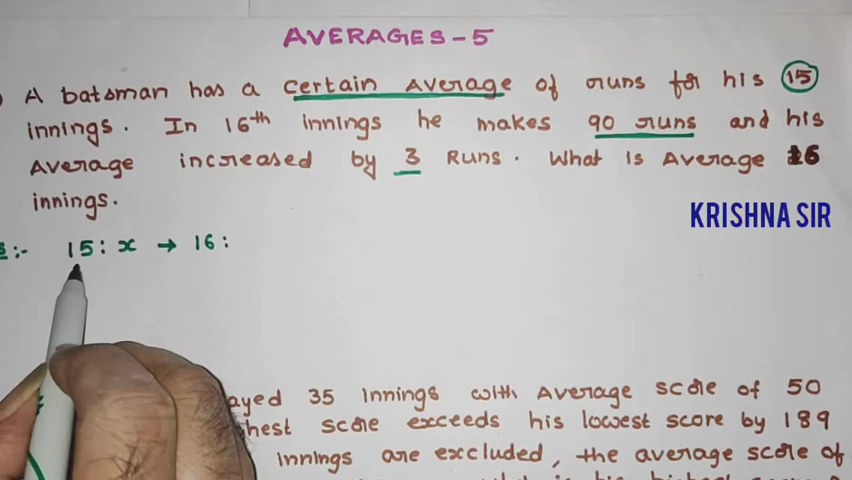 AVERAGES-5
A batsman has a certain Average of runs for his 15
innings. In 16th innings he makes 90 runs and his
Average increased by 3 Runs. What is Average 16
innings.
KRISHNA SIR
15: x → 16:
ayed 35 Innings with Average score of 50
hest score exceeds his lowest score by 189
innings are excluded, the average score of